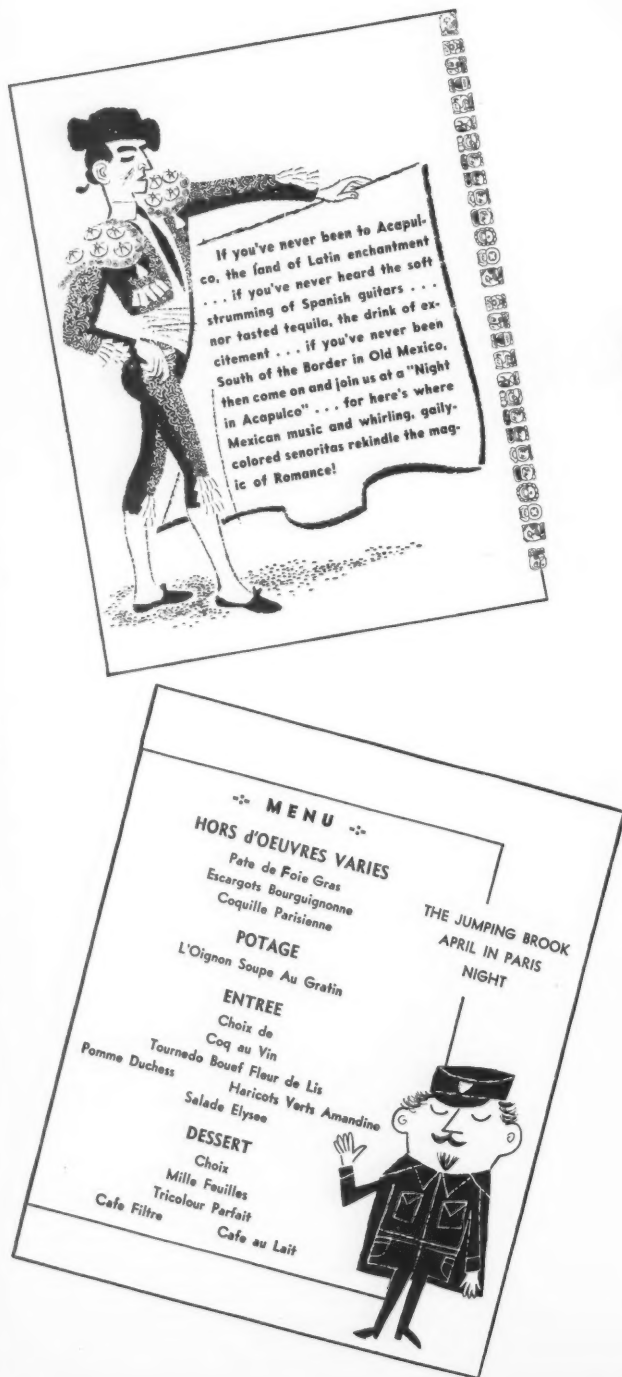 If you've never been to Acapul-
co, the land of Latin enchantment
. . . if you've never heard the soft
strumming of Spanish guitars . . .
nor tasted tequila, the drink of ex-
citement . . . if you've never been
South of the Border in Old Mexico,
then come on and join us at a "Night
in Acapulco" . . . for here's where
Mexican music and whirling, gaily-
colored senoritas rekindle the mag-
ic of Romance!
MENU
HORS d'OEUVRES VARIES
Pate de Foie Gras
Escargots Bourguignonne
Coquille Parisienne
POTAGE
L'Oignon Soupe Au Gratin
ENTREE
Choix de
Coq au Vin
Tournedo Bouef Fleur de Lis
Pomme Duchess Haricots Verts Amandine
Salade Elysee
DESSERT
Choix
Mille Feuilles
Tricolour Parfait
Cafe Filtre Cafe au Lait
THE JUMPING BROOK
APRIL IN PARIS
NIGHT